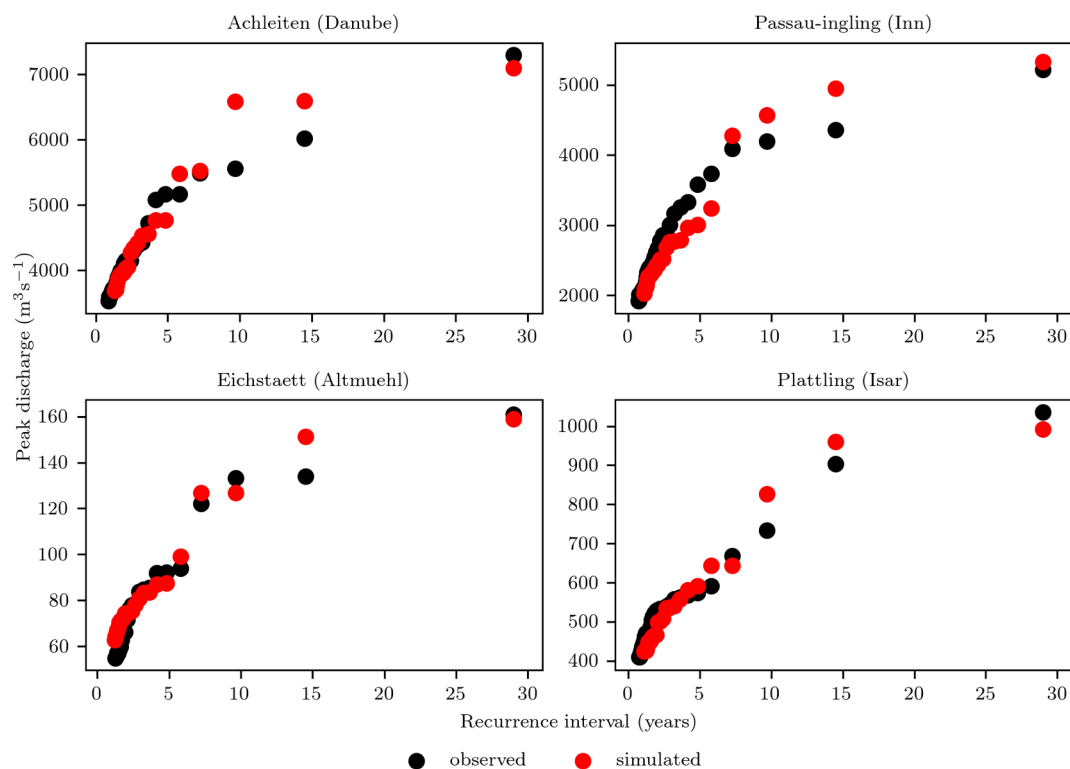 Achleiten (Danube)
Passau-ingling (Inn)
7000
6000
5000
4000
0 5 10 15 20 25 30
5000
4000
3000
2000
0 5 10 15 20 25 30
Peak discharge (m³s⁻¹)
Eichstaett (Altmuehl)
Plattling (Isar)
160
140
120
100
80
60
0 5 10 15 20 25 30
1000
900
800
700
600
500
400
0 5 10 15 20 25 30
Recurrence interval (years)
observed simulated